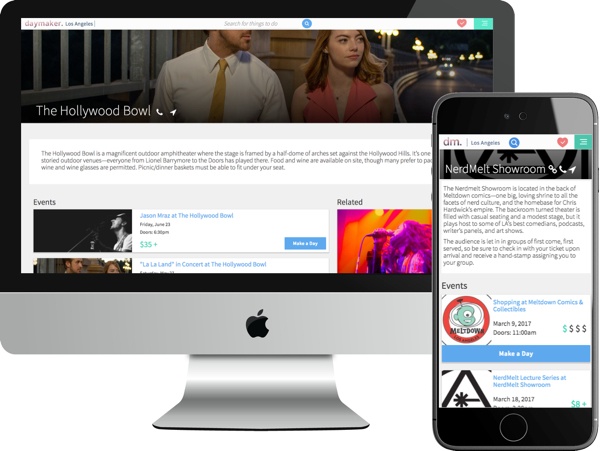 daymaker. | Los Angeles |
Search for things to do
The Hollywood Bowl
The Hollywood Bowl is a magnificent outdoor amphitheater where the stage is framed by a half-dome of arches set against the Hollywood Hills. It's one
storied outdoor venues—everyone from Lionel Barrymore to the Doors has played there. Food and wine are available on site, though many prefer to pac
wine and wine glasses are permitted. Picnic/dinner baskets must be able to fit under your seat.
Events
Related
Jason Mraz at The Hollywood Bowl
Friday, June 23
Doors: 6:30pm
$35 +
Make a Day
"La La Land" in Concert at The Hollywood Bowl
dm. | Los Angeles
NerdMelt Showroom
The Nerdmelt Showroom is located in the back of
Meltdown comics—one big, loving shrine to all the
facets of nerd culture, and the homebase for Chris
Hardwick's empire. The backroom turned theater is
filled with casual seating and a modest stage, but it
plays host to some of LA's best comedians, podcasts,
writer's panels, and art shows.
The audience is let in in groups of first come, first
served, so be sure to check in with your ticket upon
arrival and receive a hand-stamp assigning you to
your group.
Events
MELTDOWN
Shopping at Meltdown Comics &
Collectibles
March 9, 2017
Doors: 11:00am
$ $ $ $
Make a Day
NerdMelt Lecture Series at
NerdMelt Showroom
March 18, 2017
$8 +